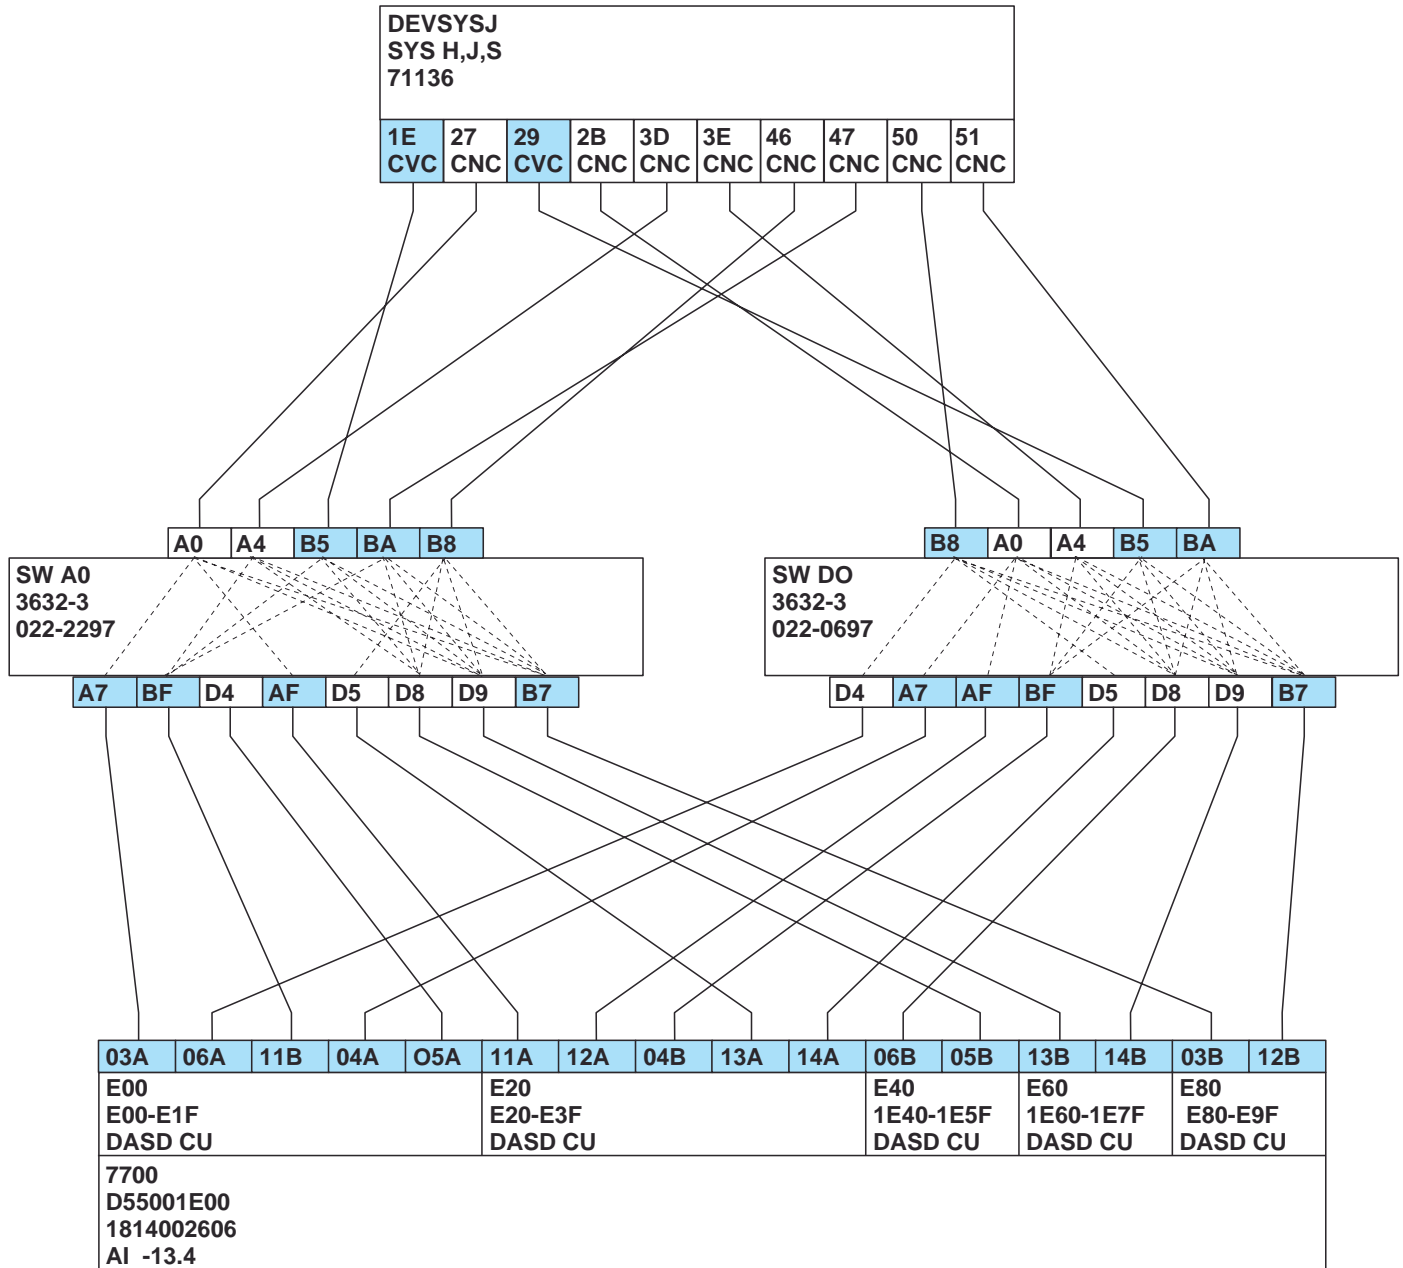 DEVSYSJ
SYS H,J,S
71136
1E 27 29 2B 3D 3E 46 47 50 51
CVC CNC CVC CNC CNC CNC CNC CNC CNC CNC
A0 A4 B5 BA B8
B8 A0 A4 B5 BA
SW A0
3632-3
022-2297
SW DO
3632-3
022-0697
A7 BF D4 AF D5 D8 D9 B7
D4 A7 AF BF D5 D8 D9 B7
03A 06A 11B 04A O5A 11A 12A 04B 13A 14A 06B 05B 13B 14B 03B 12B
E00
E00-E1F
DASD CU
E20
E20-E3F
DASD CU
E40
1E40-1E5F
DASD CU
E60
1E60-1E7F
DASD CU
E80
E80-E9F
DASD CU
7700
D55001E00
1814002606
AI -13.4